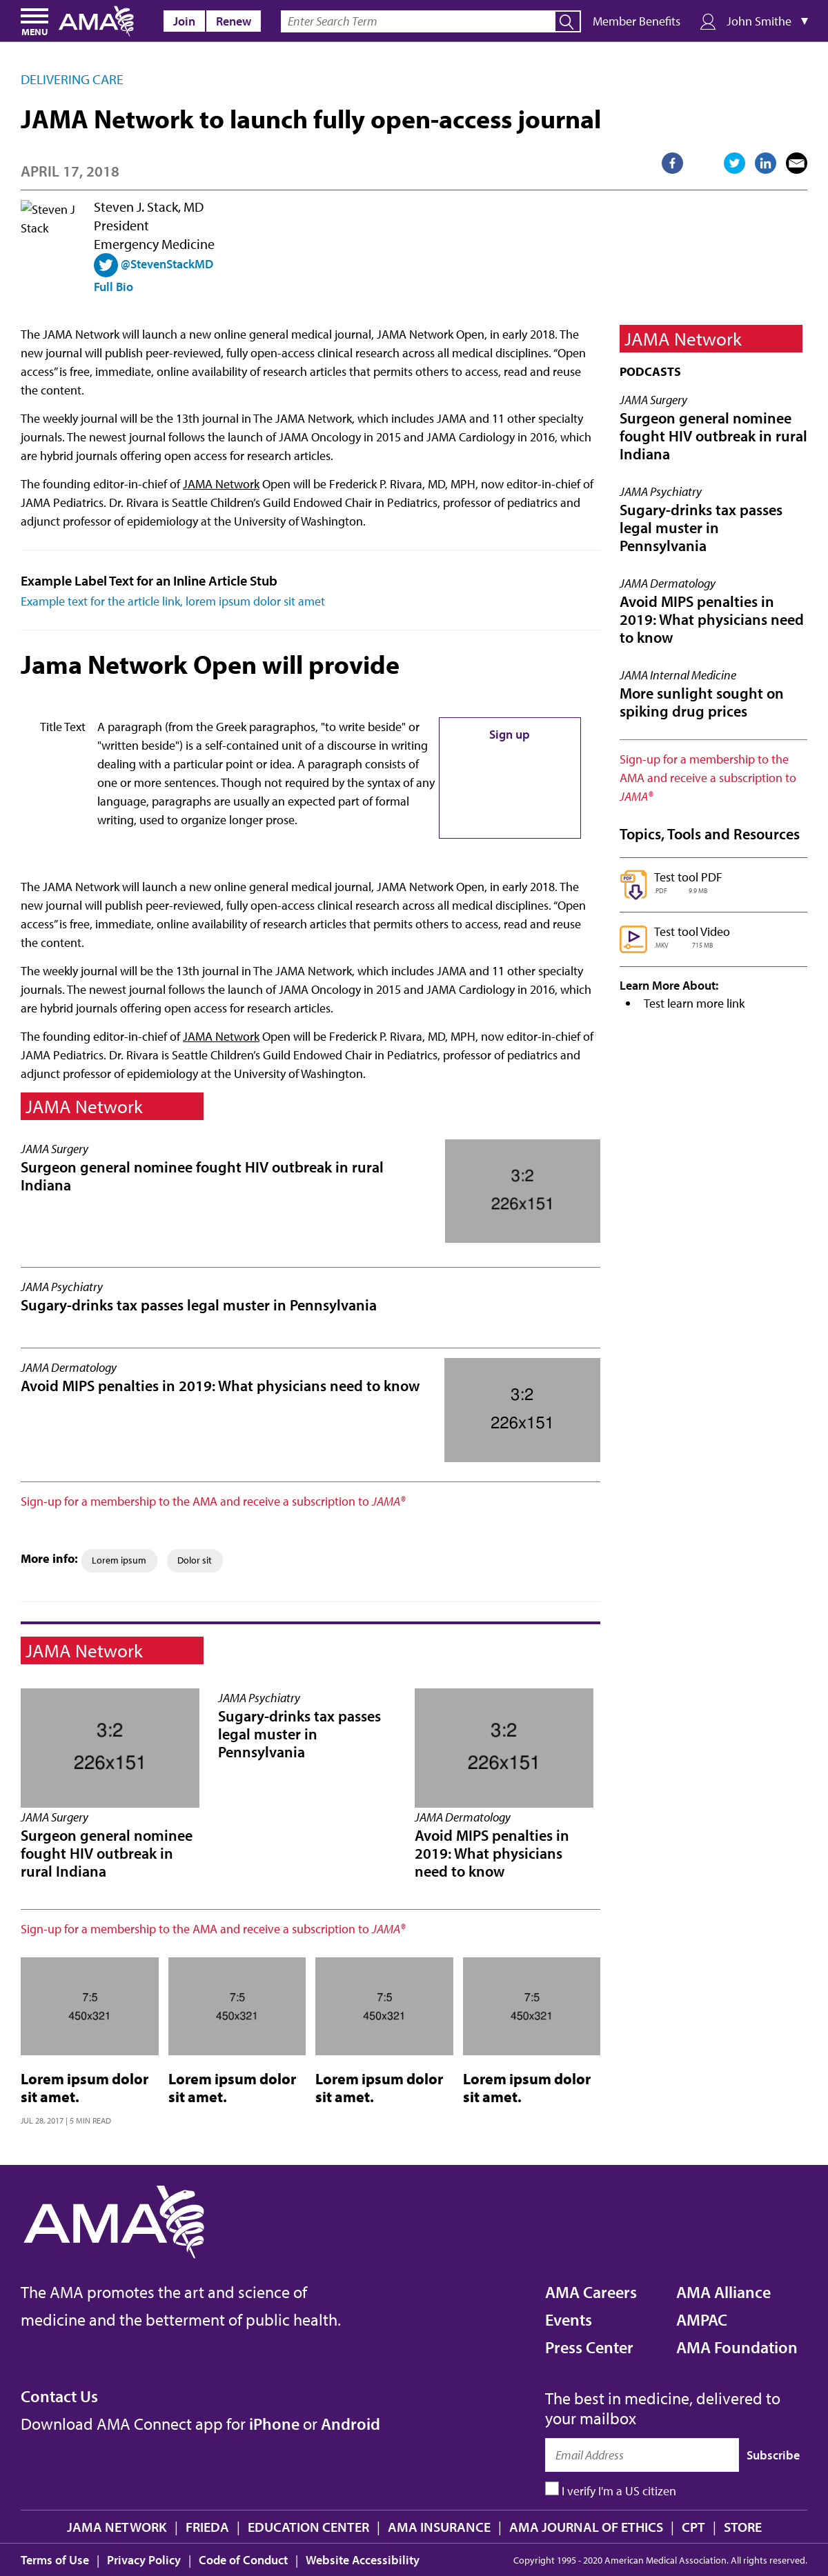 MENU
AMA
Join
Renew
Enter Search Term
Member Benefits
John Smithe ▼
DELIVERING CARE
JAMA Network to launch fully open-access journal
APRIL 17, 2018
Steven J
Stack
Steven J. Stack, MD
President
Emergency Medicine
@StevenStackMD
Full Bio
The JAMA Network will launch a new online general medical journal, JAMA Network Open, in early 2018. The
new journal will publish peer-reviewed, fully open-access clinical research across all medical disciplines. “Open
access” is free, immediate, online availability of research articles that permits others to access, read and reuse
the content.
The weekly journal will be the 13th journal in The JAMA Network, which includes JAMA and 11 other specialty
journals. The newest journal follows the launch of JAMA Oncology in 2015 and JAMA Cardiology in 2016, which
are hybrid journals offering open access for research articles.
The founding editor-in-chief of JAMA Network Open will be Frederick P. Rivara, MD, MPH, now editor-in-chief of
JAMA Pediatrics. Dr. Rivara is Seattle Children’s Guild Endowed Chair in Pediatrics, professor of pediatrics and
adjunct professor of epidemiology at the University of Washington.
Example Label Text for an Inline Article Stub
Example text for the article link, lorem ipsum dolor sit amet
Jama Network Open will provide
Title Text
A paragraph (from the Greek paragraphos, "to write beside" or
"written beside") is a self-contained unit of a discourse in writing
dealing with a particular point or idea. A paragraph consists of
one or more sentences. Though not required by the syntax of any
language, paragraphs are usually an expected part of formal
writing, used to organize longer prose.
Sign up
The JAMA Network will launch a new online general medical journal, JAMA Network Open, in early 2018. The
new journal will publish peer-reviewed, fully open-access clinical research across all medical disciplines. “Open
access” is free, immediate, online availability of research articles that permits others to access, read and reuse
the content.
The weekly journal will be the 13th journal in The JAMA Network, which includes JAMA and 11 other specialty
journals. The newest journal follows the launch of JAMA Oncology in 2015 and JAMA Cardiology in 2016, which
are hybrid journals offering open access for research articles.
The founding editor-in-chief of JAMA Network Open will be Frederick P. Rivara, MD, MPH, now editor-in-chief of
JAMA Pediatrics. Dr. Rivara is Seattle Children’s Guild Endowed Chair in Pediatrics, professor of pediatrics and
adjunct professor of epidemiology at the University of Washington.
JAMA Network
JAMA Surgery
Surgeon general nominee fought HIV outbreak in rural
Indiana
3:2
226x151
JAMA Psychiatry
Sugary-drinks tax passes legal muster in Pennsylvania
JAMA Dermatology
Avoid MIPS penalties in 2019: What physicians need to know
3:2
226x151
Sign-up for a membership to the AMA and receive a subscription to JAMA®
More info:
Lorem ipsum
Dolor sit
JAMA Network
3:2
226x151
JAMA Surgery
Surgeon general nominee
fought HIV outbreak in
rural Indiana
JAMA Psychiatry
Sugary-drinks tax passes
legal muster in
Pennsylvania
3:2
226x151
JAMA Dermatology
Avoid MIPS penalties in
2019: What physicians
need to know
Sign-up for a membership to the AMA and receive a subscription to JAMA®
7:5
450x321
Lorem ipsum dolor
sit amet.
JUL 28, 2017 | 5 MIN READ
7:5
450x321
Lorem ipsum dolor
sit amet.
7:5
450x321
Lorem ipsum dolor
sit amet.
7:5
450x321
Lorem ipsum dolor
sit amet.
JAMA Network
PODCASTS
JAMA Surgery
Surgeon general nominee
fought HIV outbreak in rural
Indiana
JAMA Psychiatry
Sugary-drinks tax passes
legal muster in
Pennsylvania
JAMA Dermatology
Avoid MIPS penalties in
2019: What physicians need
to know
JAMA Internal Medicine
More sunlight sought on
spiking drug prices
Sign-up for a membership to the
AMA and receive a subscription to
JAMA®
Topics, Tools and Resources
PDF
Test tool PDF
.PDF 9.9 MB
Test tool Video
.MKV 715 MB
Learn More About:
• Test learn more link
AMA
The AMA promotes the art and science of
medicine and the betterment of public health.
AMA Careers
Events
Press Center
AMA Alliance
AMPAC
AMA Foundation
Contact Us
Download AMA Connect app for iPhone or Android
The best in medicine, delivered to
your mailbox
Email Address
Subscribe
I verify I'm a US citizen
JAMA NETWORK | FRIEDA | EDUCATION CENTER | AMA INSURANCE | AMA JOURNAL OF ETHICS | CPT | STORE
Terms of Use | Privacy Policy | Code of Conduct | Website Accessibility
Copyright 1995 - 2020 American Medical Association. All rights reserved.